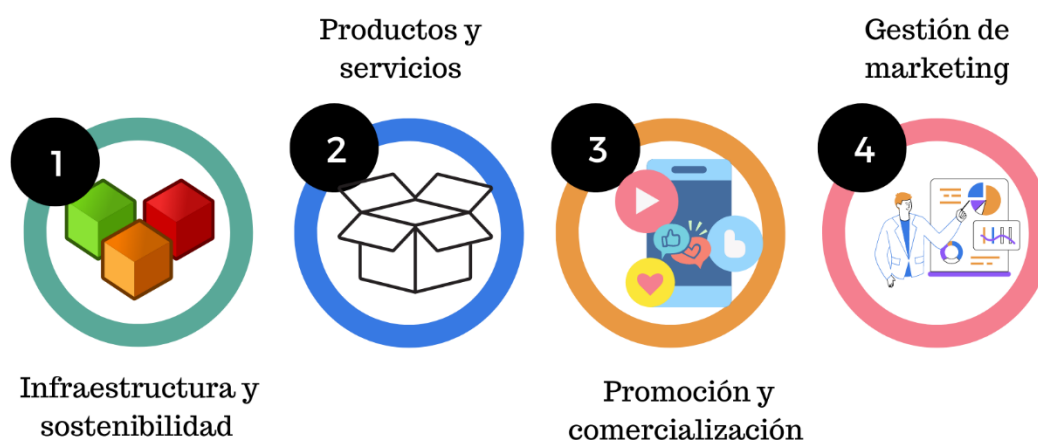 1
Infraestructura y
sostenibilidad
2
Productos y
servicios
3
Promoción y
comercialización
4
Gestión de
marketing